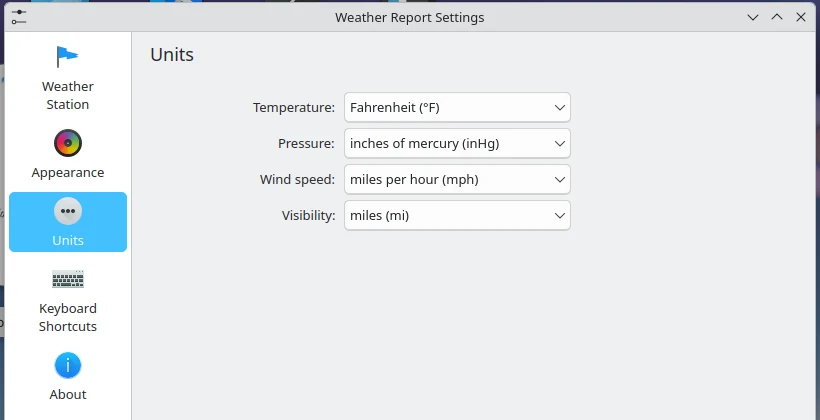 Weather Report Settings
Weather
Station
Appearance
Units
Keyboard
Shortcuts
About
Units
Temperature: Fahrenheit (°F)
Pressure: inches of mercury (inHg)
Wind speed: miles per hour (mph)
Visibility: miles (mi)